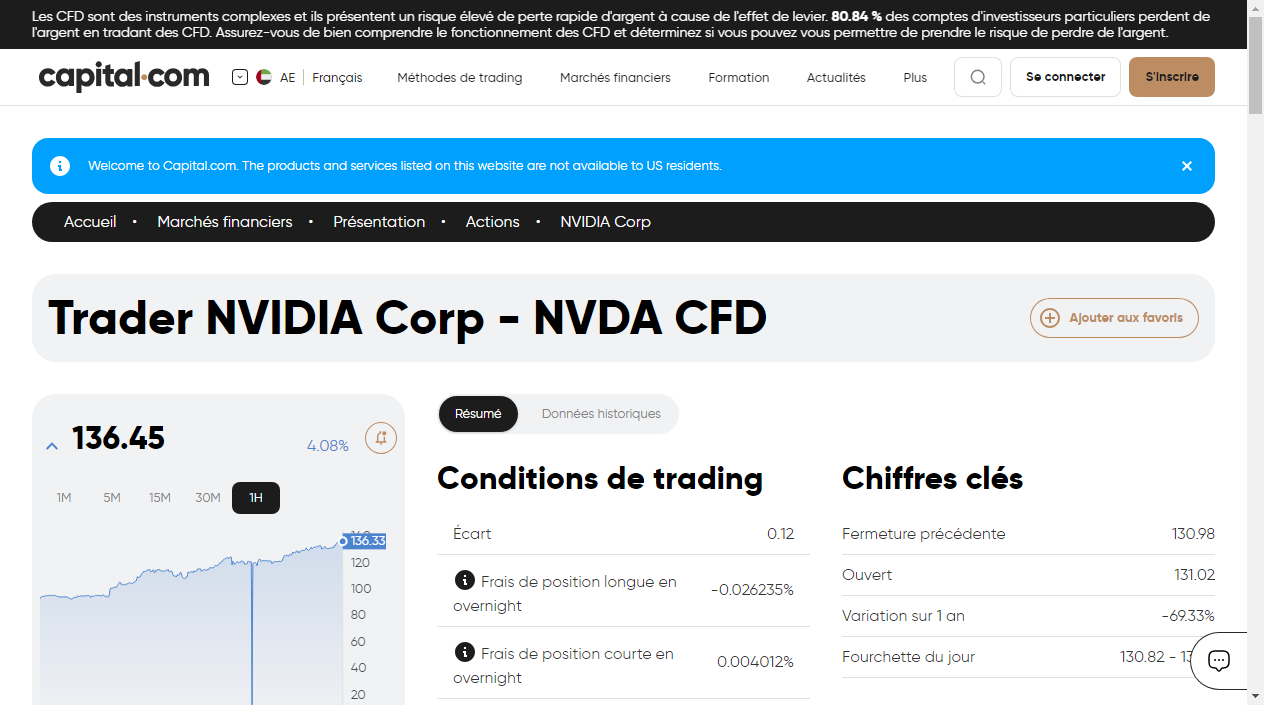 Les CFD sont des instruments complexes et ils présentent un risque élevé de perte rapide d'argent à cause de l'effet de levier. 80.84 % des comptes d'investisseurs particuliers perdent de
l'argent en tradant des CFD. Assurez-vous de bien comprendre le fonctionnement des CFD et déterminez si vous pouvez vous permettre de prendre le risque de perdre de l'argent.
capital.com
AE Français
Méthodes de trading
Marchés financiers
Formation
Actualités
Plus
Se connecter
S'inscrire
Welcome to Capital.com. The products and services listed on this website are not available to US residents.
Accueil • Marchés financiers • Présentation • Actions • NVIDIA Corp
Trader NVIDIA Corp - NVDA CFD
Ajouter aux favoris
136.45
4.08%
1M 5M 15M 30M 1H
136.33
120
100
80
60
40
20
Résumé
Données historiques
Conditions de trading
Écart 0.12
Frais de position longue en
overnight
-0.026235%
Frais de position courte en
overnight
0.004012%
Chiffres clés
Fermeture précédente 130.98
Ouvert 131.02
Variation sur 1 an -69.33%
Fourchette du jour 130.82 -